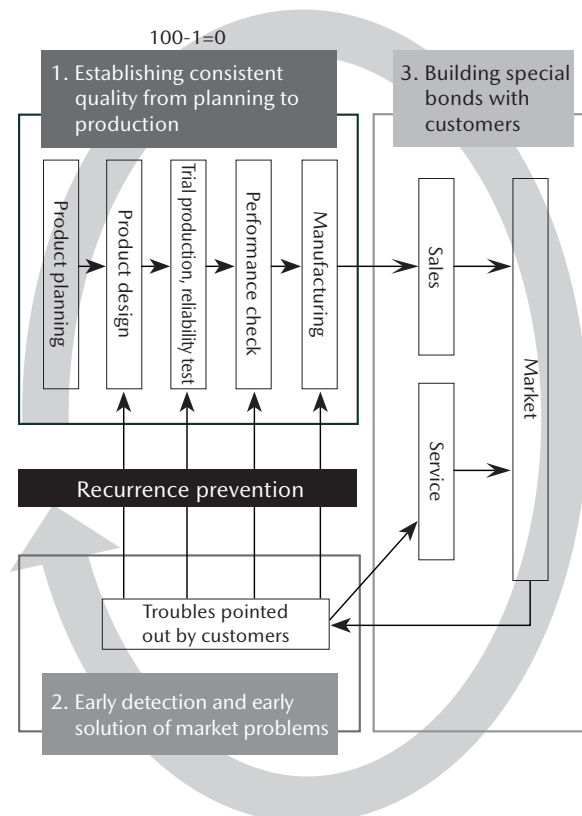 100-1=0
1. Establishing consistent
quality from planning to
production
3. Building special
bonds with
customers
Product planning
Product design
Trial production, reliability test
Performance check
Manufacturing
Sales
Market
Service
Recurrence prevention
Troubles pointed
out by customers
2. Early detection and early
solution of market problems